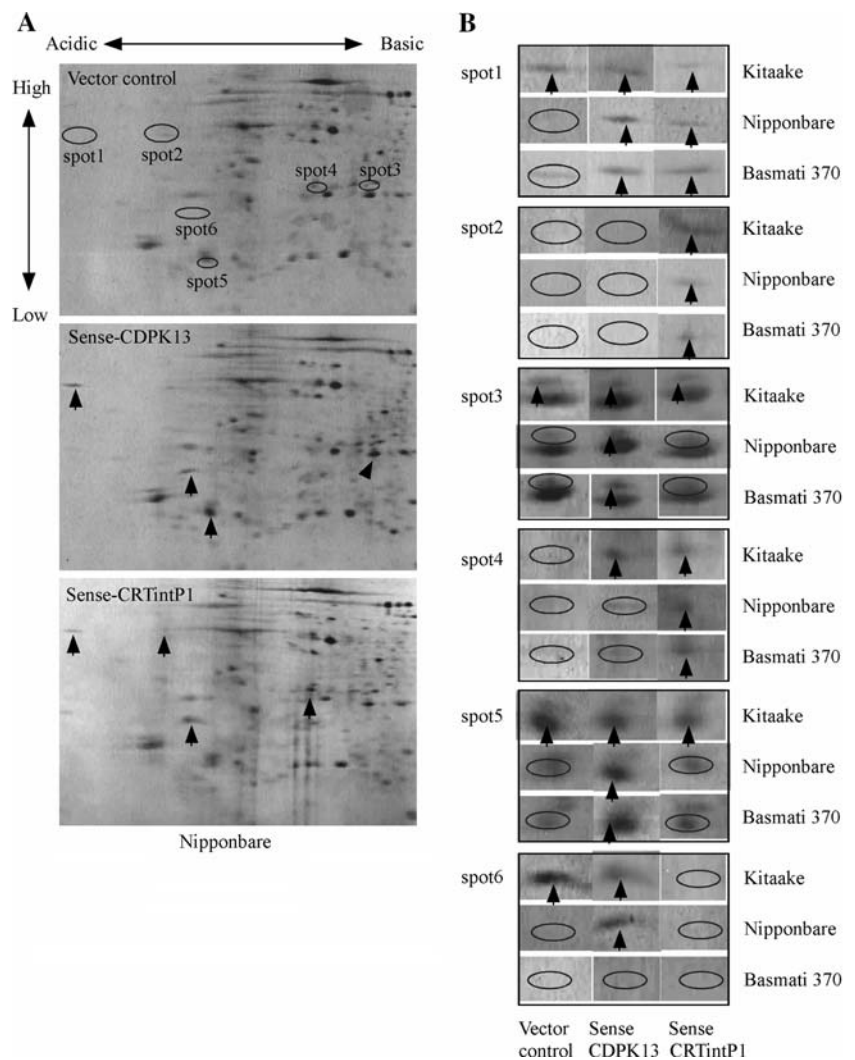 A
Acidic
Basic
High
Low
Vector control
spot1
spot2
spot4
spot3
spot6
spot5
Sense-CDPK13
Sense-CRTintP1
Nipponbare
B
spot1
Kitaake
Nipponbare
Basmati 370
spot2
Kitaake
Nipponbare
Basmati 370
spot3
Kitaake
Nipponbare
Basmati 370
spot4
Kitaake
Nipponbare
Basmati 370
spot5
Kitaake
Nipponbare
Basmati 370
spot6
Kitaake
Nipponbare
Basmati 370
Vector
control
Sense
CDPK13
Sense
CRTintP1